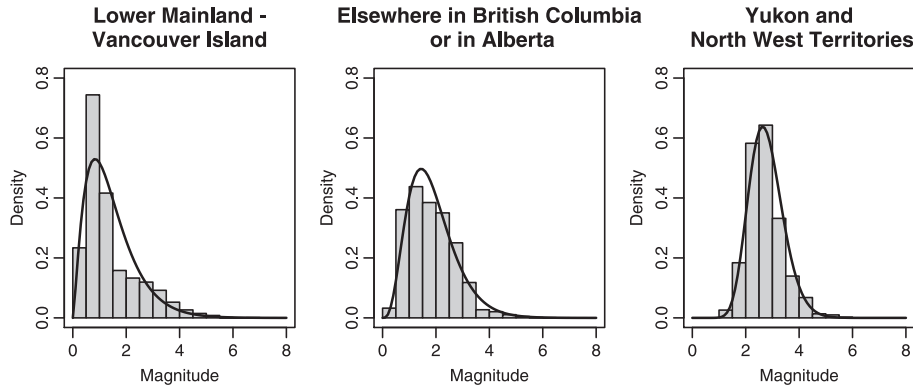 Lower Mainland -
Vancouver Island
Elsewhere in British Columbia
or in Alberta
Yukon and
North West Territories
Density
0.0 0.2 0.4 0.6 0.8
0 2 4 6 8
Magnitude
Density
0.0 0.2 0.4 0.6 0.8
0 2 4 6 8
Magnitude
Density
0.0 0.2 0.4 0.6 0.8
0 2 4 6 8
Magnitude